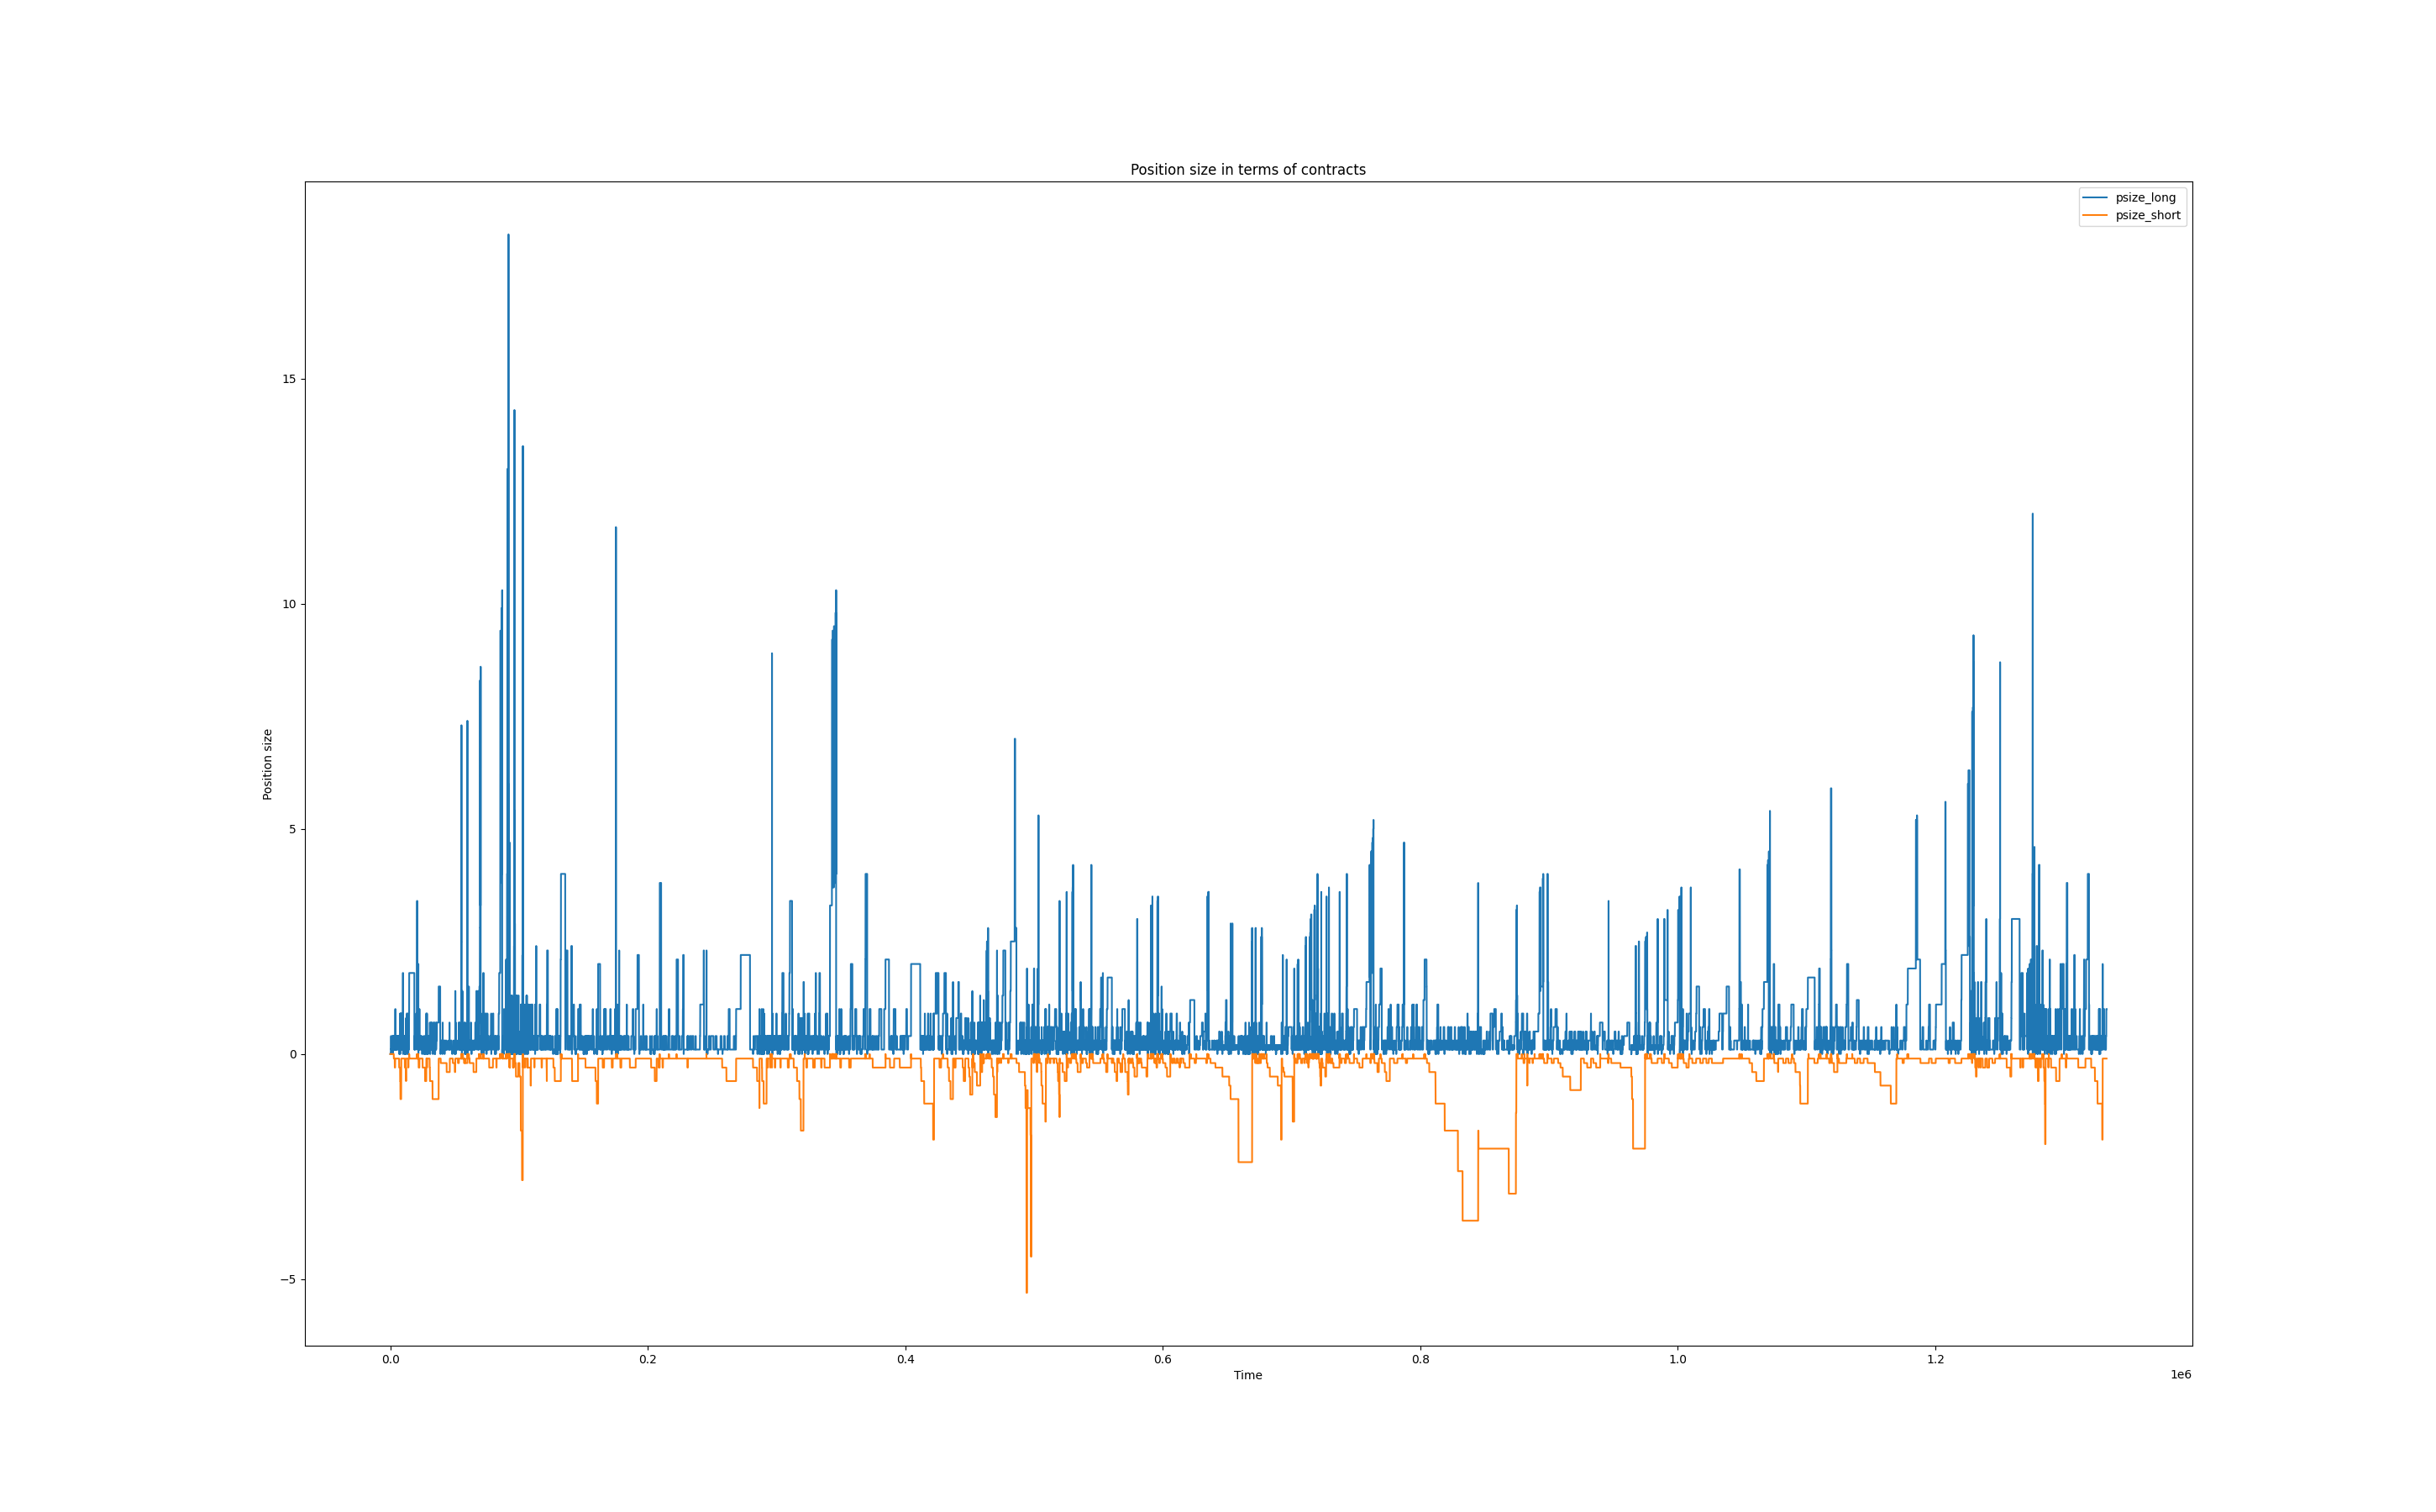 Position size in terms of contracts
psize_long
psize_short
15
10
5
0
−5
Position size
0.0 0.2 0.4 0.6 0.8 1.0 1.2
Time
1e6